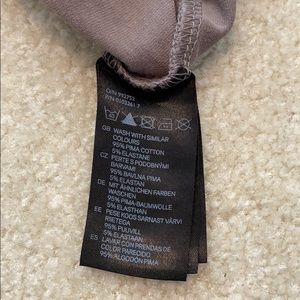 GB WASH WITH SIMILAR
COLOURS
95% PIMA COTTON
5% ELASTANE
CZ PERTE S PODOBNÝMI
BARVAMI
95% BAVLNA PIMA
5% ELASTAN
DE MIT ÄHNLICHEN FARBEN
WASCHEN
95% PIMA-BAUMWOLLE
5% ELASTHAN
EE PESE KOOS SARNAST VÄRVI
RSETEGA
95% PUUVILL
5% ELASTAAN
ES LAVAR CON PRENDAS DE
COLOR PARECIDO
95% ALGODÓN PIMA